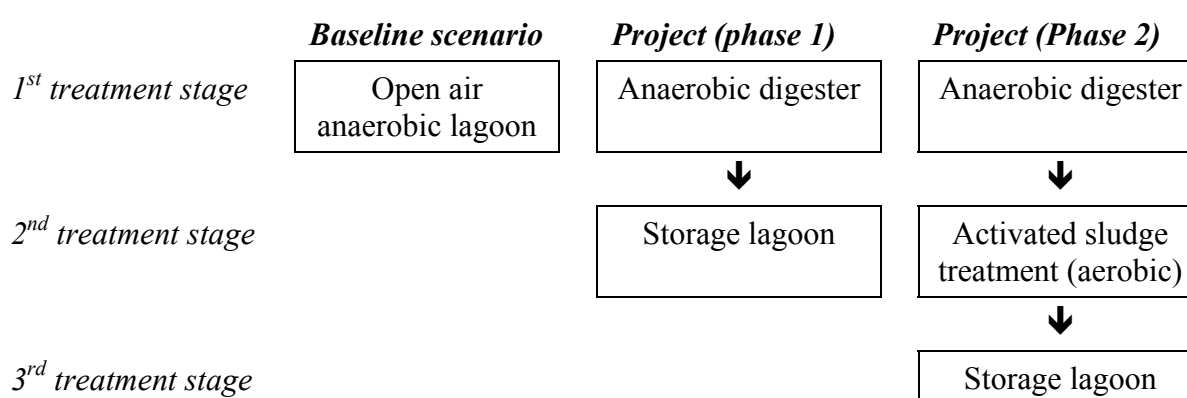 Baseline scenario Project (phase 1) Project (Phase 2)
1st treatment stage Open air Anaerobic digester Anaerobic digester
anaerobic lagoon
2nd treatment stage Storage lagoon Activated sludge
treatment (aerobic)
3rd treatment stage Storage lagoon